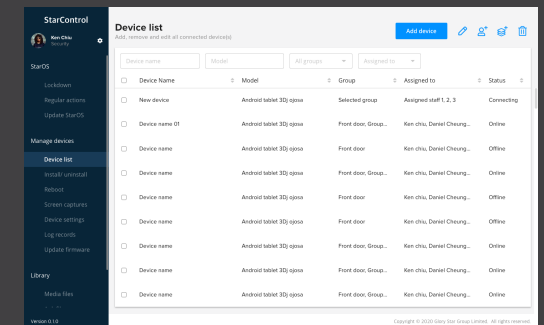 StarControl
Ken Chiu
Security
StarOS
Lockdown
Regular actions
Update StarOS
Manage devices
Device list
Install/ uninstall
Reboot
Screen captures
Device settings
Log records
Update firmware
Library
Media files
Version 0.1.0
Device list
Add, remove and edit all connected device(s)
Add device
Device name
Model
All groups
Assigned to
Device Name Model Group Assigned to Status
New device Android tablet 3Dj ojosa Selected group Assigned staff 1, 2, 3 Connecting
Device name 01 Android tablet 3Dj ojosa Front door, Group... Ken chiu, Daniel Cheung... Online
Device name Android tablet 3Dj ojosa Front door Ken chiu, Daniel Cheung... Offline
Device name Android tablet 3Dj ojosa Front door, Group... Ken chiu, Daniel Cheung... Online
Device name Android tablet 3Dj ojosa Front door Ken chiu, Daniel Cheung... Offline
Device name Android tablet 3Dj ojosa Front door Ken chiu, Daniel Cheung... Offline
Device name Android tablet 3Dj ojosa Front door, Group... Ken chiu, Daniel Cheung... Online
Device name Android tablet 3Dj ojosa Front door, Group... Ken chiu, Daniel Cheung... Online
Device name Android tablet 3Dj ojosa Front door, Group... Ken chiu, Daniel Cheung... Online
Copyright © 2020 Glory Star Group Limited. All rights reserved.